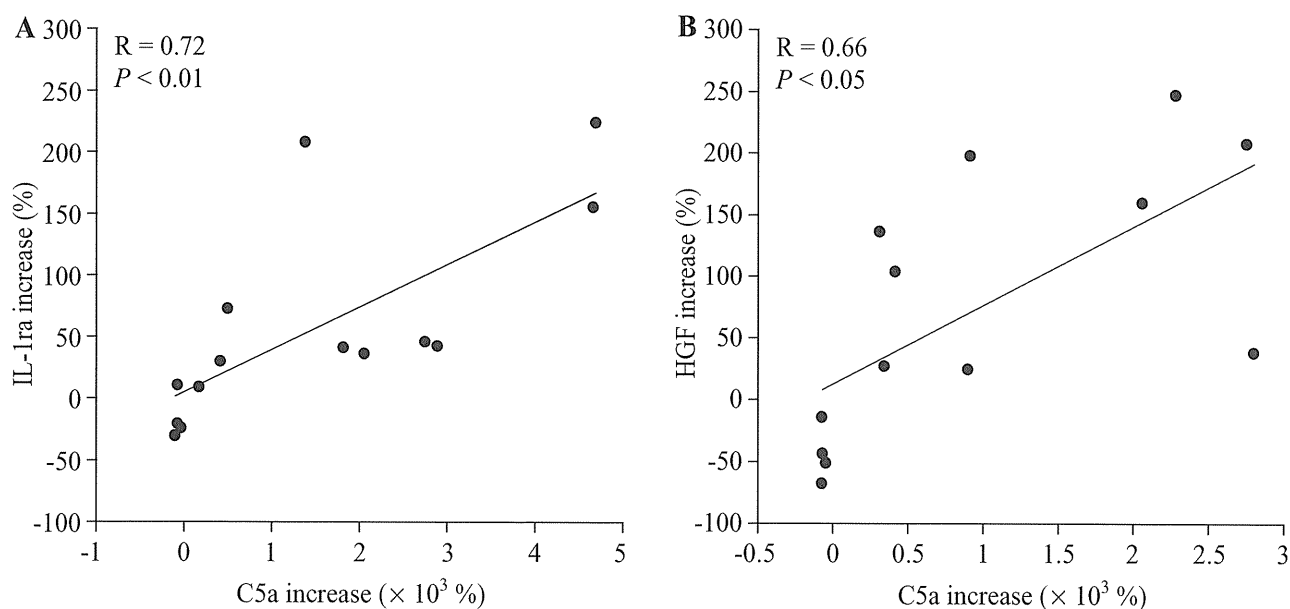 A
R = 0.72
P < 0.01
300
250
200
150
100
50
0
-50
-100
IL-1ra increase (%)
-1 0 1 2 3 4 5
C5a increase (× 10³ %)
B
R = 0.66
P < 0.05
300
250
200
150
100
50
0
-50
-100
HGF increase (%)
-0.5 0 0.5 1 1.5 2 2.5 3
C5a increase (× 10³ %)